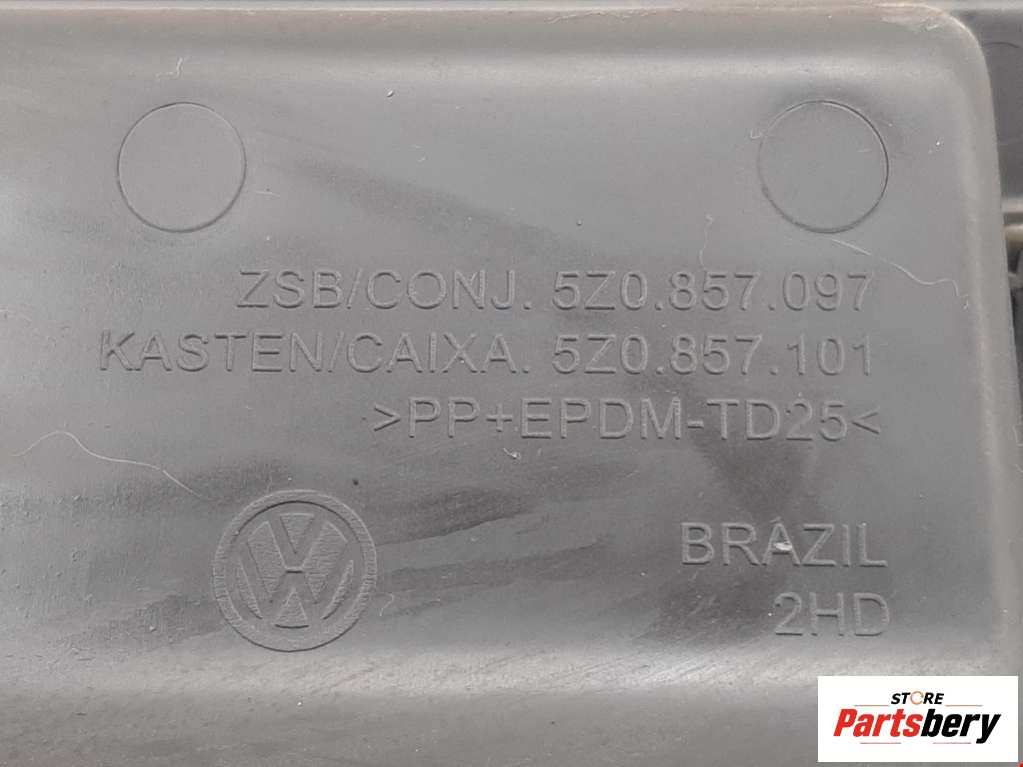 ZSB/CONJ. 5Z0.857.097
KASTEN/CAIXA. 5Z0.857.101
>PP+EPDM-TD25<
BRAZIL
2HD
STORE
Partsbery